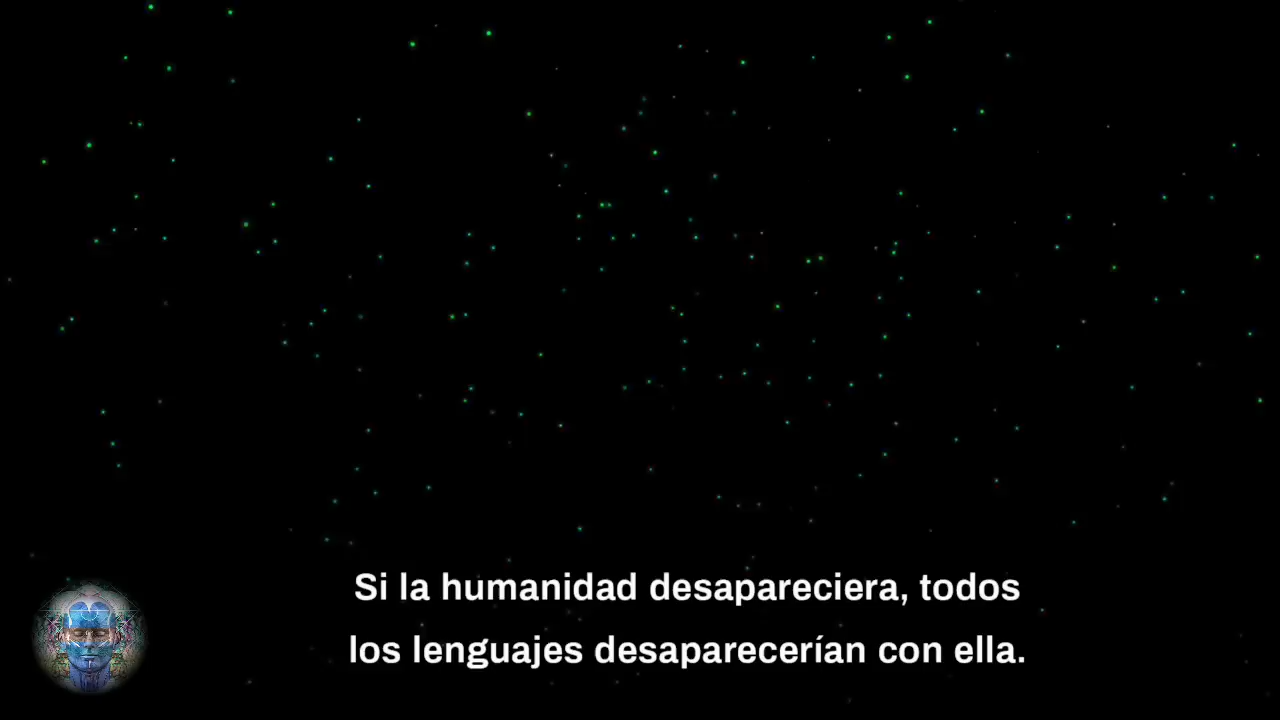 Si la humanidad desapareciera, todos
los lenguajes desaparecerían con ella.